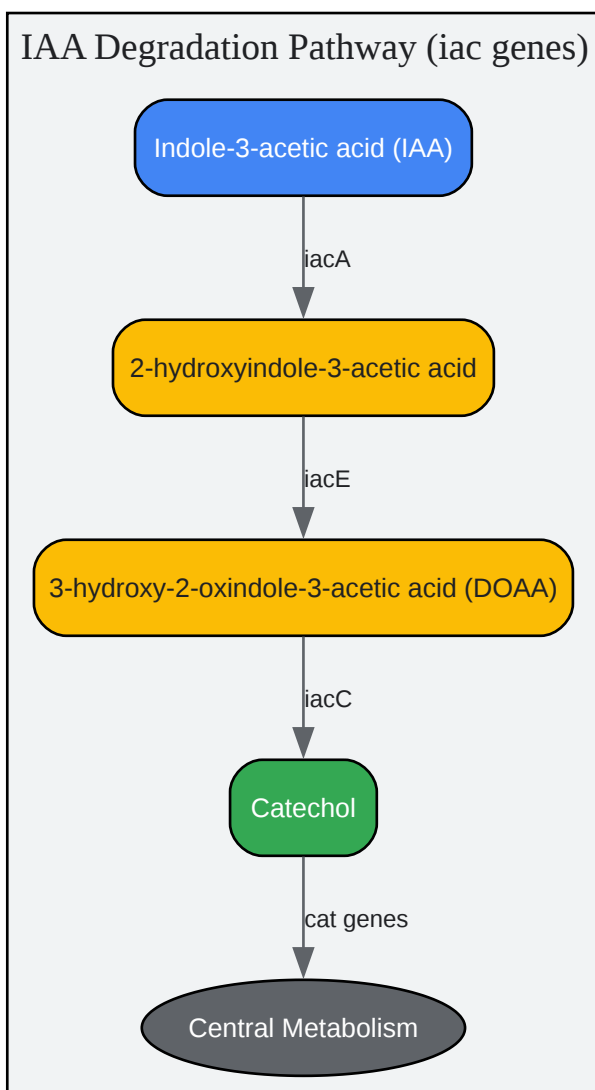 IAA Degradation Pathway (iac genes)
Indole-3-acetic acid (IAA)
iacA
2-hydroxyindole-3-acetic acid
iacE
3-hydroxy-2-oxindole-3-acetic acid (DOAA)
iacC
Catechol
cat genes
Central Metabolism